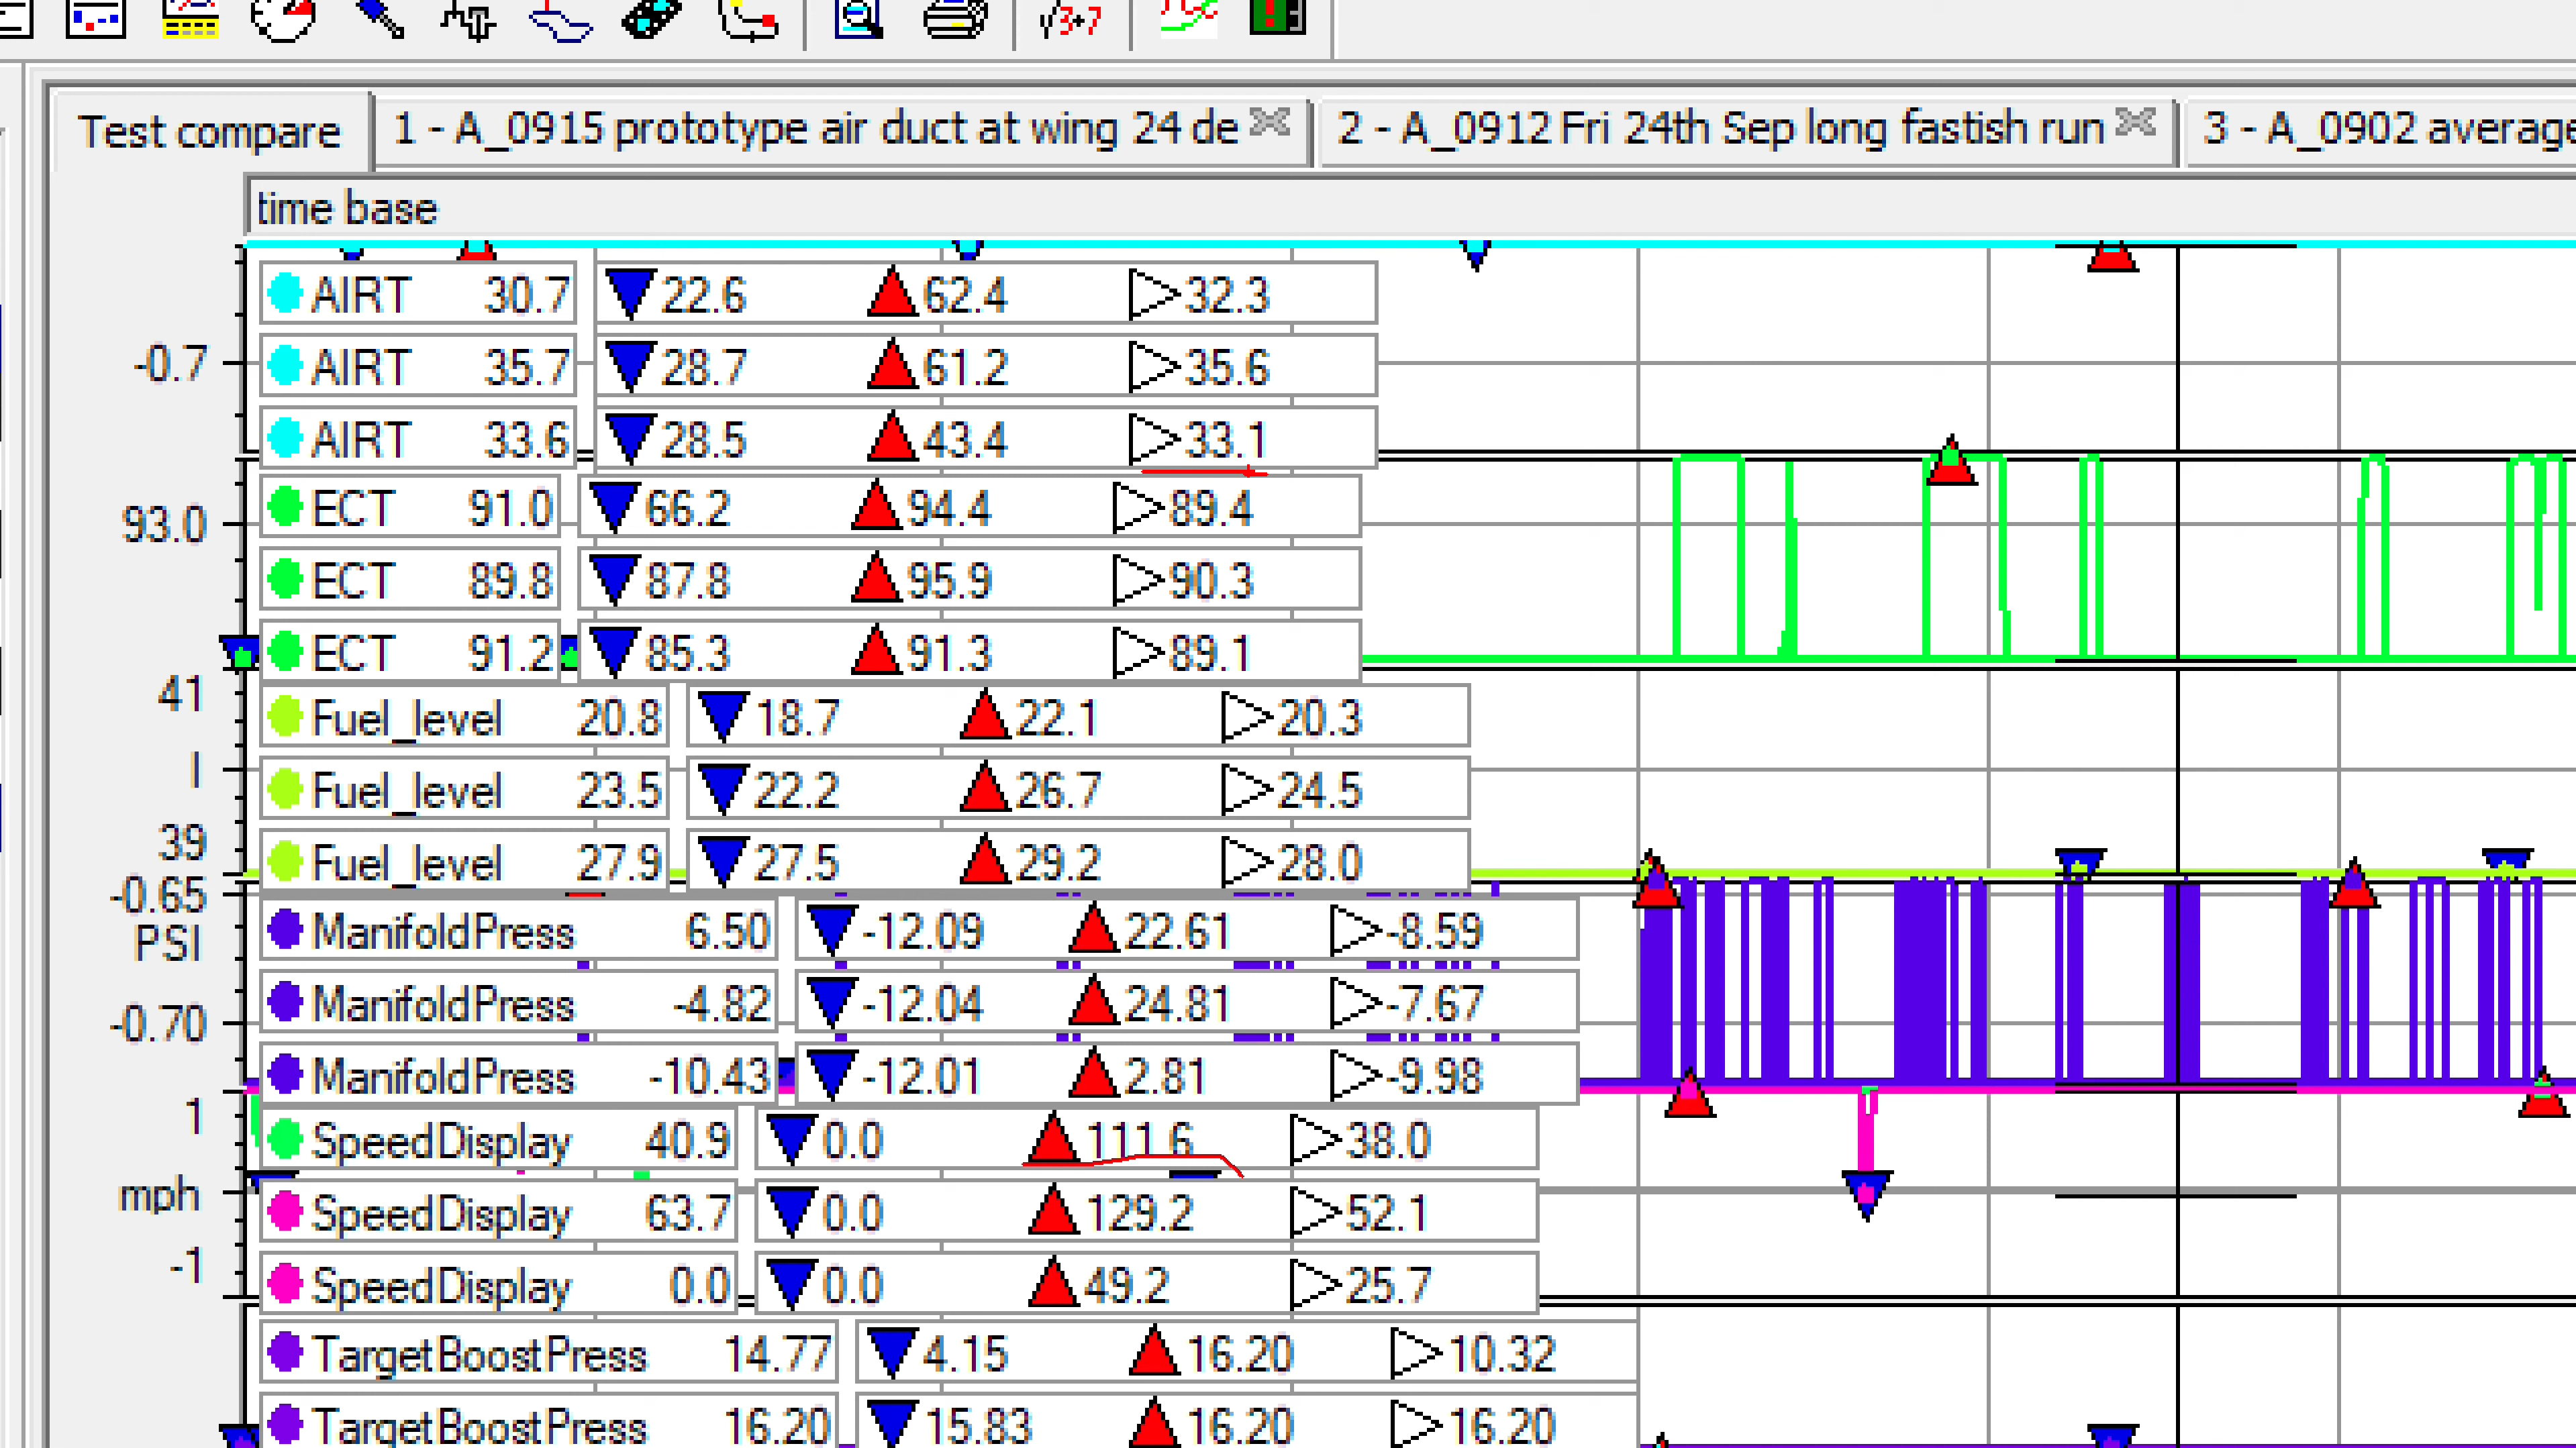 √3+7
Test compare
1 - A_0915 prototype air duct at wing 24 de
2 - A_0912 Fri 24th Sep long fastish run
3 - A_0902 average
time base
AIRT 30.7 22.6 62.4 32.3
-0.7
AIRT 35.7 28.7 61.2 35.6
AIRT 33.6 28.5 43.4 33.1
93.0
ECT 91.0 66.2 94.4 89.4
ECT 89.8 87.8 95.9 90.3
ECT 91.2 85.3 91.3 89.1
41
Fuel_level 20.8 18.7 22.1 20.3
l
Fuel_level 23.5 22.2 26.7 24.5
39
Fuel_level 27.9 27.5 29.2 28.0
-0.65
PSI
ManifoldPress 6.50 -12.09 22.61 -8.59
ManifoldPress -4.82 -12.04 24.81 -7.67
-0.70
ManifoldPress -10.43 -12.01 2.81 -9.98
1
SpeedDisplay 40.9 0.0 111.6 38.0
mph
SpeedDisplay 63.7 0.0 129.2 52.1
-1
SpeedDisplay 0.0 0.0 49.2 25.7
TargetBoostPress 14.77 4.15 16.20 10.32
TargetBoostPress 16.20 15.83 16.20 16.20